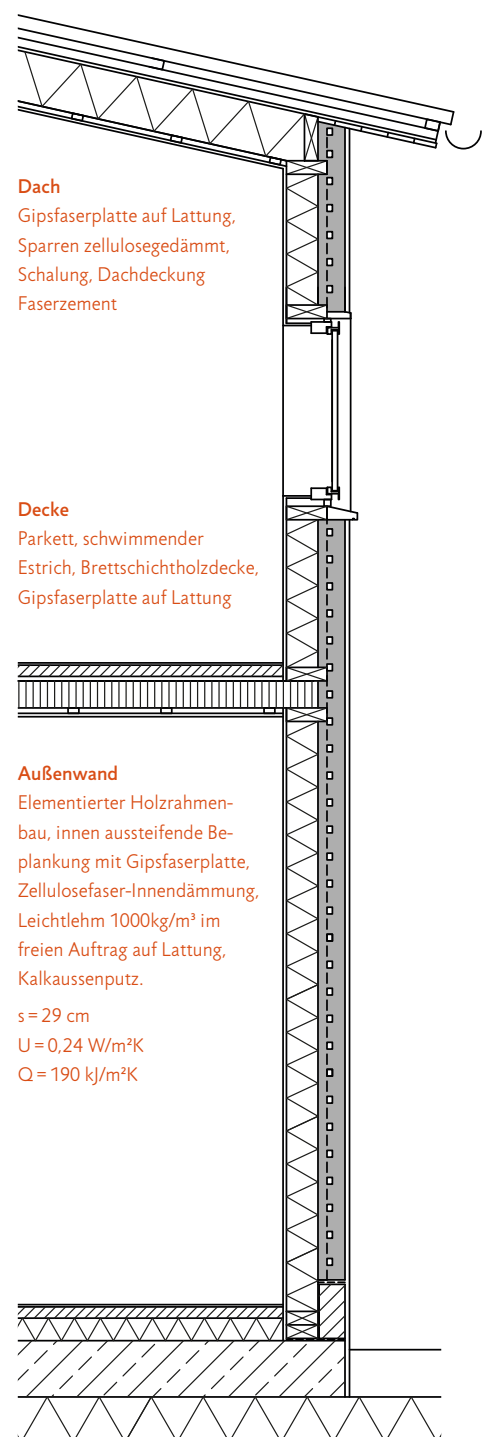 Dach
Gipsfaserplatte auf Lattung,
Sparren zellulosegedämmt,
Schalung, Dachdeckung
Faserzement
Decke
Parkett, schwimmender
Estrich, Brettschichtholzdecke,
Gipsfaserplatte auf Lattung
Außenwand
Elementierter Holzrahmen-
bau, innen aussteifende Be-
plankung mit Gipsfaserplatte,
Zellulosefaser-Innendämmung,
Leichtlehm 1000kg/m³ im
freien Auftrag auf Lattung,
Kalkaussenputz.
s = 29 cm
U = 0,24 W/m²K
Q = 190 kJ/m²K